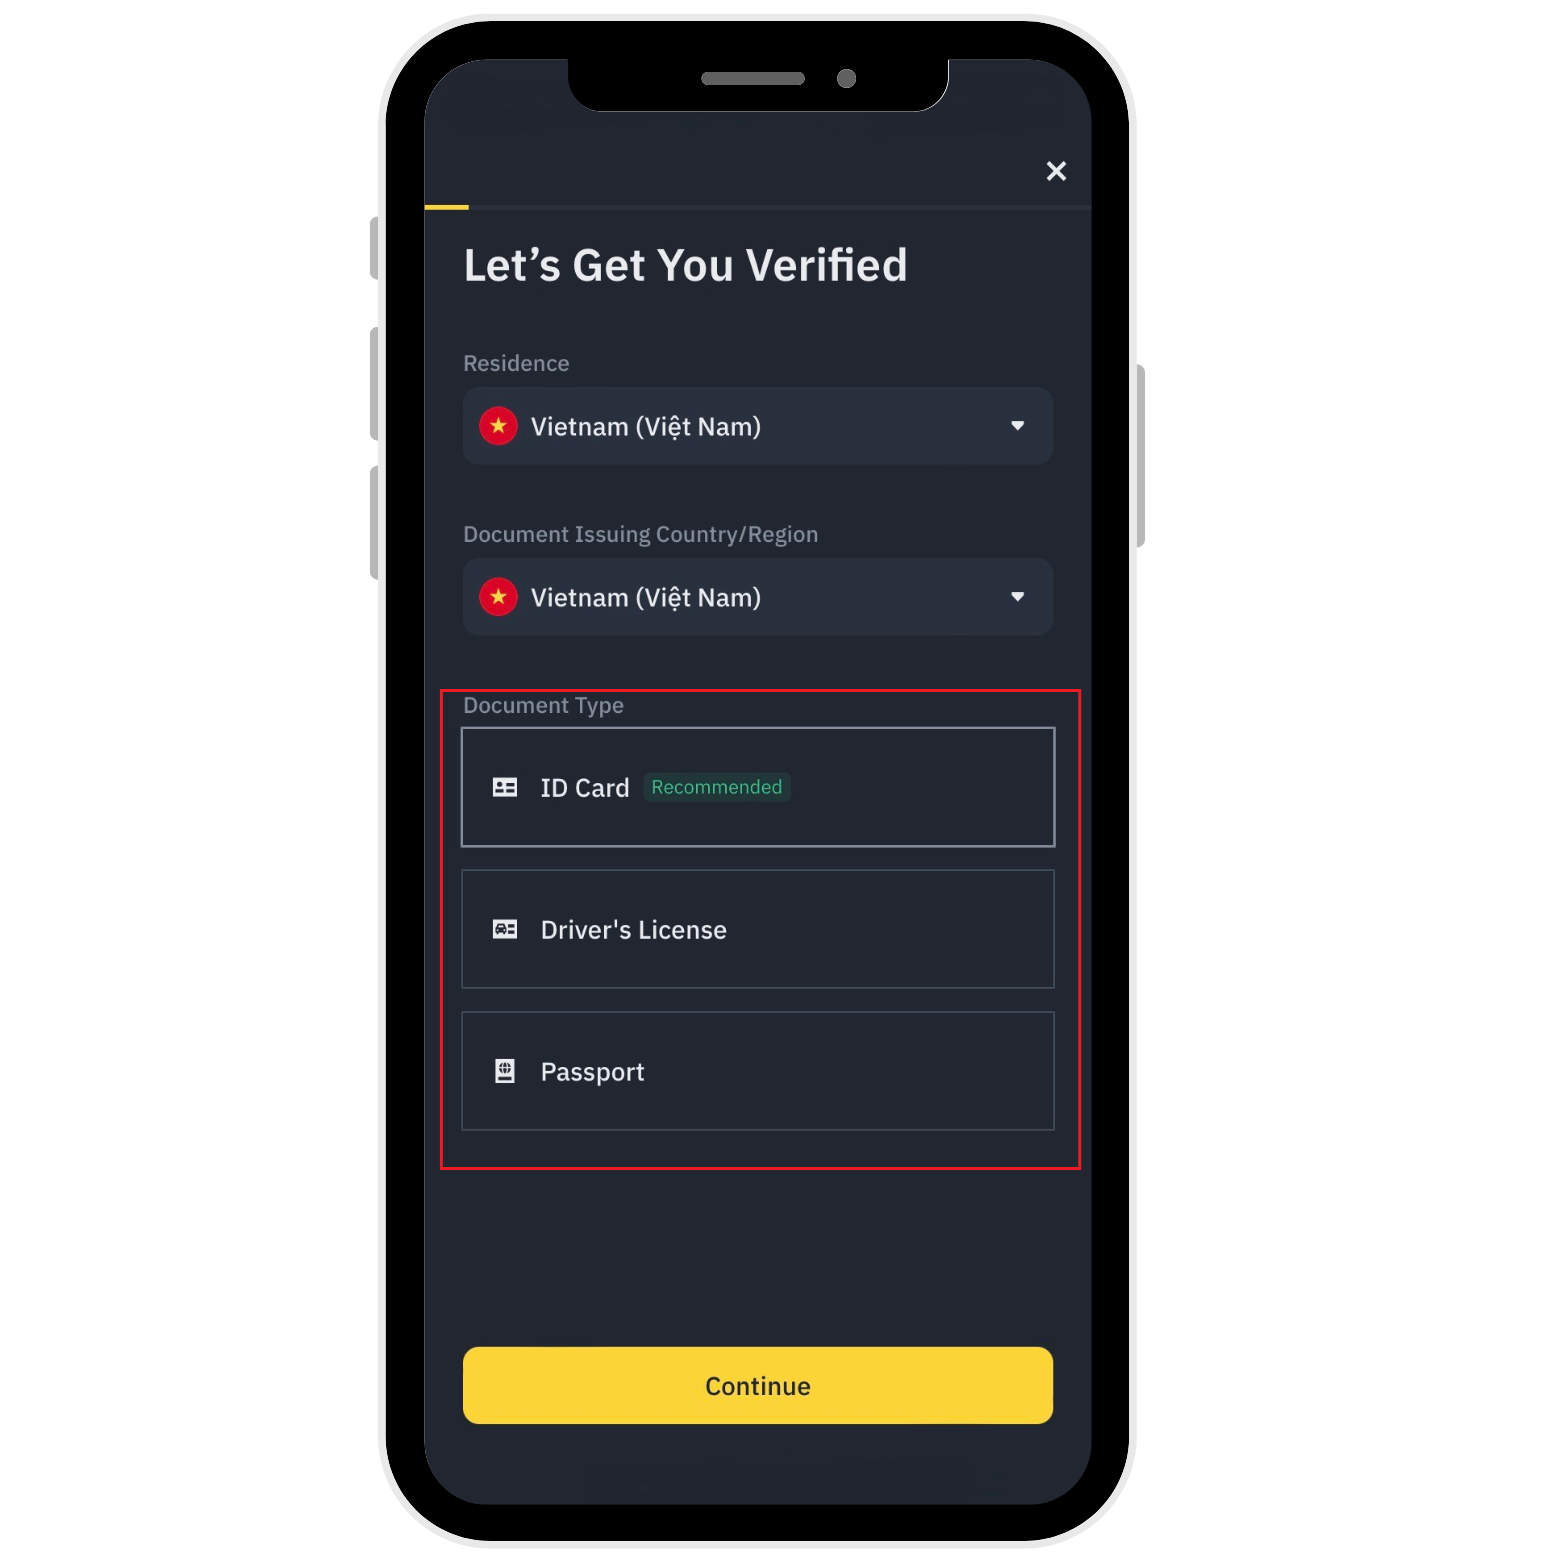 Let’s Get You Verified
Residence
Vietnam (Việt Nam)
Document Issuing Country/Region
Vietnam (Việt Nam)
Document Type
ID Card Recommended
Driver's License
Passport
Continue